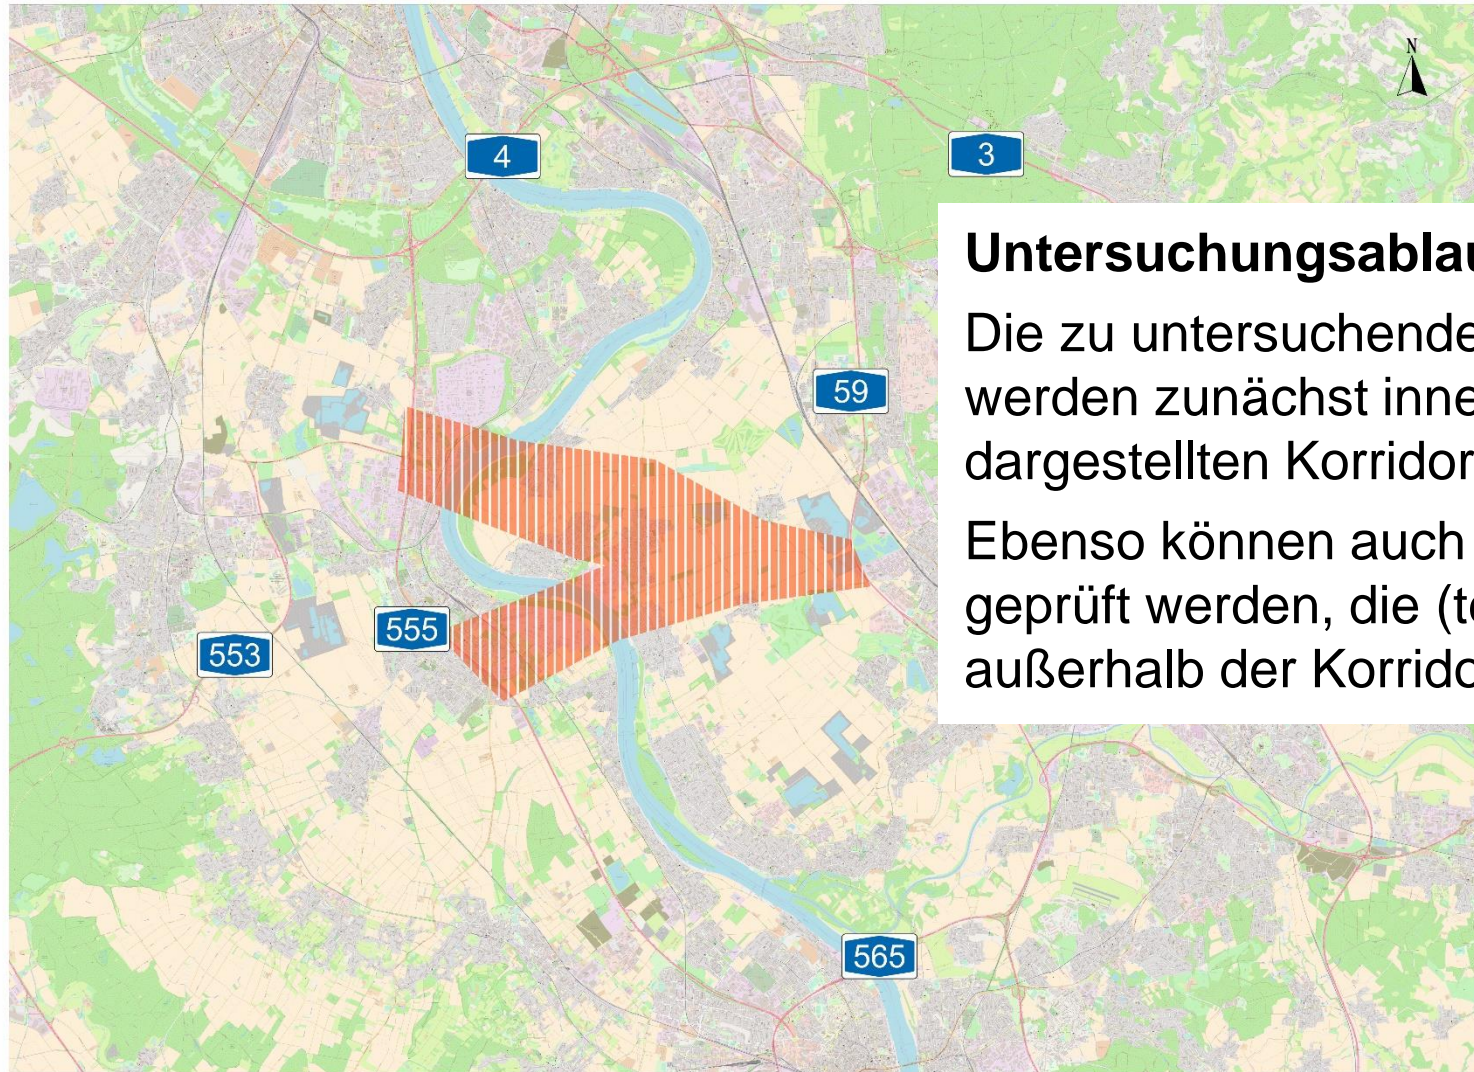 N
4
3
59
555
553
565
Untersuchungsablau
Die zu untersuchende
werden zunächst inne
dargestellten Korridor
Ebenso können auch
geprüft werden, die (te
außerhalb der Korrido